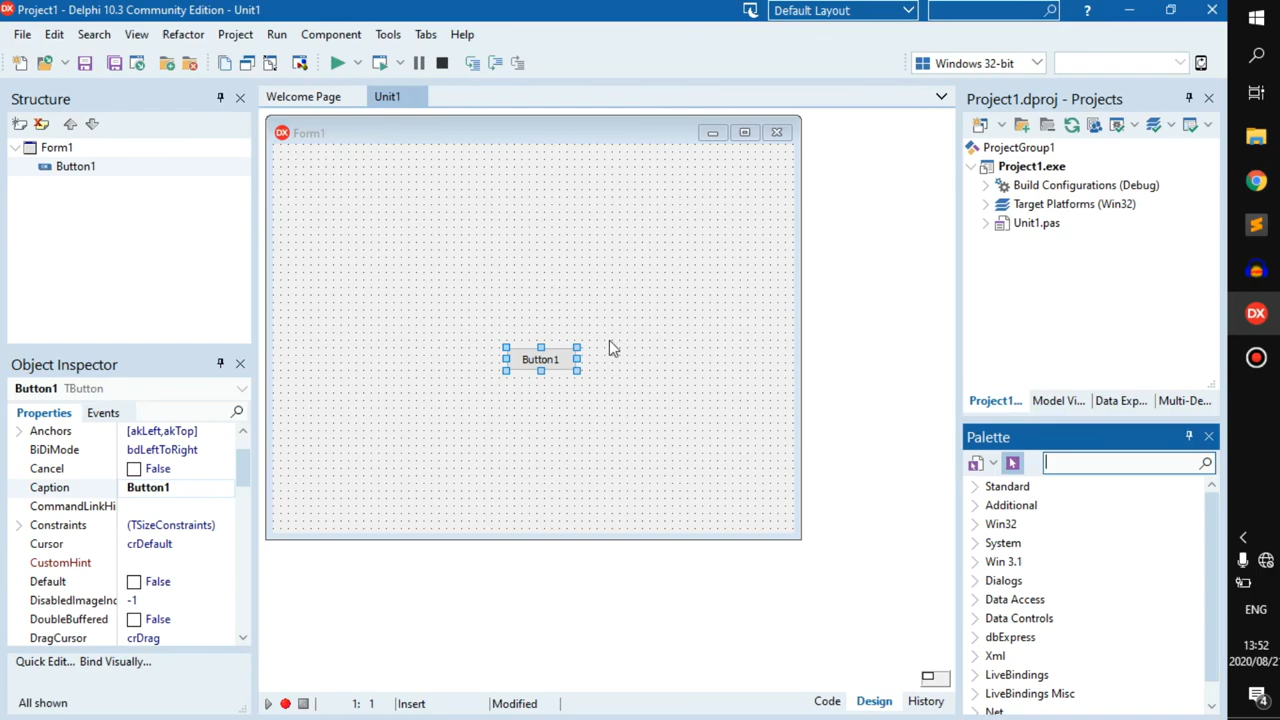 Project1 - Delphi 10.3 Community Edition - Unit1
Default Layout
File Edit Search View Refactor Project Run Component Tools Tabs Help
Windows 32-bit
Structure
Form1
Button1
Welcome Page
Unit1
Form1
Button1
Object Inspector
Button1 TButton
Properties Events
Anchors [akLeft,akTop]
BiDiMode bdLeftToRight
Cancel False
Caption Button1
CommandLinkHi
Constraints (TSizeConstraints)
Cursor crDefault
CustomHint
Default False
DisabledImageInc -1
DoubleBuffered False
DragCursor crDrag
Quick Edit... Bind Visually...
All shown
1: 1 Insert Modified
Code Design History
Project1.dproj - Projects
ProjectGroup1
Project1.exe
Build Configurations (Debug)
Target Platforms (Win32)
Unit1.pas
Project1... Model Vi... Data Exp... Multi-De...
Palette
Standard
Additional
Win32
System
Win 3.1
Dialogs
Data Access
Data Controls
dbExpress
Xml
LiveBindings
LiveBindings Misc
Net
DX
ENG
13:52
2020/08/21
4